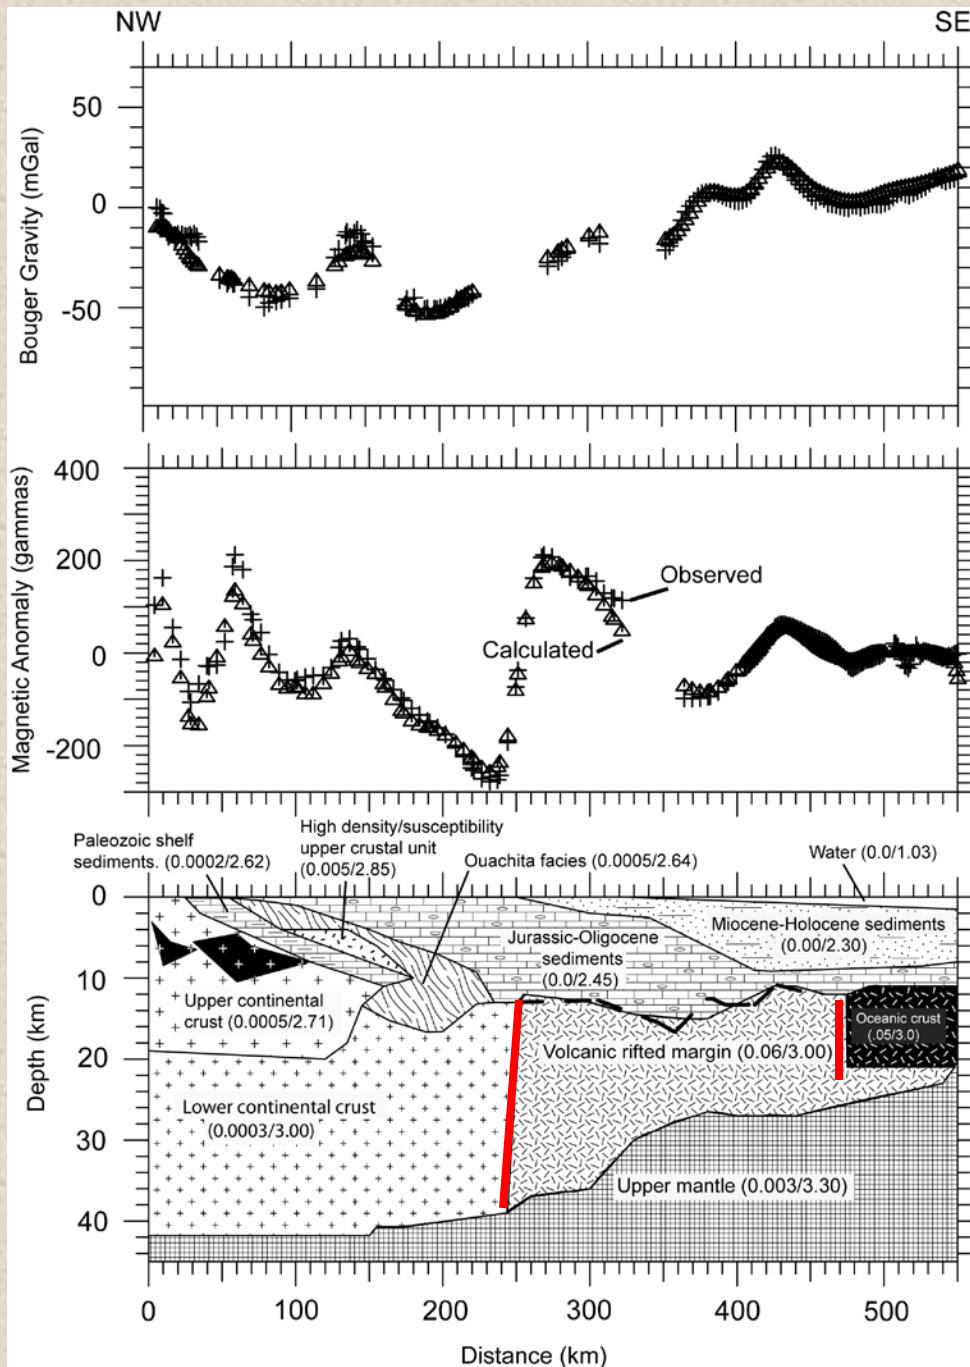 NW
SE
50
0
-50
Bouger Gravity (mGal)
400
200
0
-200
Magnetic Anomaly (gammas)
Observed
Calculated
Paleozoic shelf
sediments. (0.0002/2.62)
High density/susceptibility
upper crustal unit
(0.005/2.85)
Ouachita facies (0.0005/2.64)
Water (0.0/1.03)
0
10
20
30
40
Depth (km)
Miocene-Holocene sediments
(0.00/2.30)
Jurassic-Oligocene
sediments
(0.0/2.45)
Upper continental
crust (0.0005/2.71)
Oceanic crust
(.05/3.0)
Volcanic rifted margin (0.06/3.00)
Lower continental crust
(0.0003/3.00)
Upper mantle (0.003/3.30)
0
100
200
300
400
500
Distance (km)